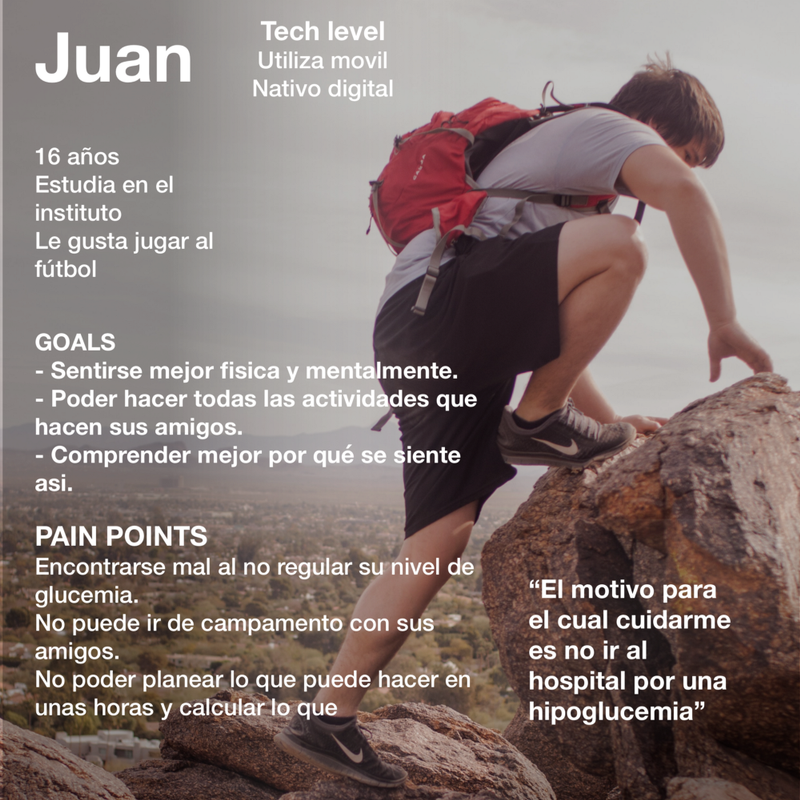 Juan
Tech level
Utiliza movil
Nativo digital
16 años
Estudia en el
instituto
Le gusta jugar al
fútbol
GOALS
- Sentirse mejor fisica y mentalmente.
- Poder hacer todas las actividades que
hacen sus amigos.
- Comprender mejor por qué se siente
asi.
PAIN POINTS
Encontrarse mal al no regular su nivel de
glucemia.
No puede ir de campamento con sus
amigos.
No poder planear lo que puede hacer en
unas horas y calcular lo que
“El motivo para
el cual cuidarme
es no ir al
hospital por una
hipoglucemia”